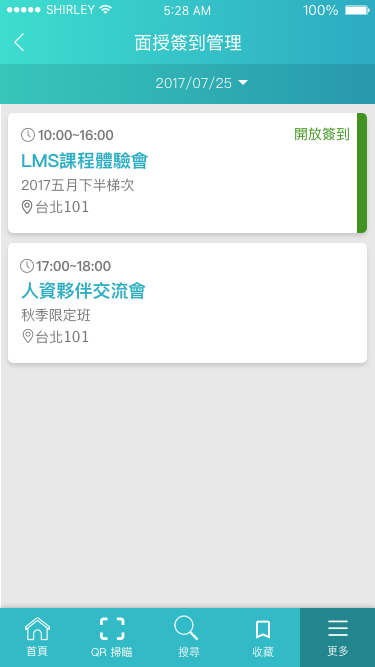 SHIRLEY 5:28 AM 100%
面授簽到管理
2017/07/25
10:00~16:00 開放簽到
LMS課程體驗會
2017五月下半梯次
台北101
17:00~18:00
人資夥伴交流會
秋季限定班
台北101
首頁 QR 掃瞄 搜尋 收藏 更多